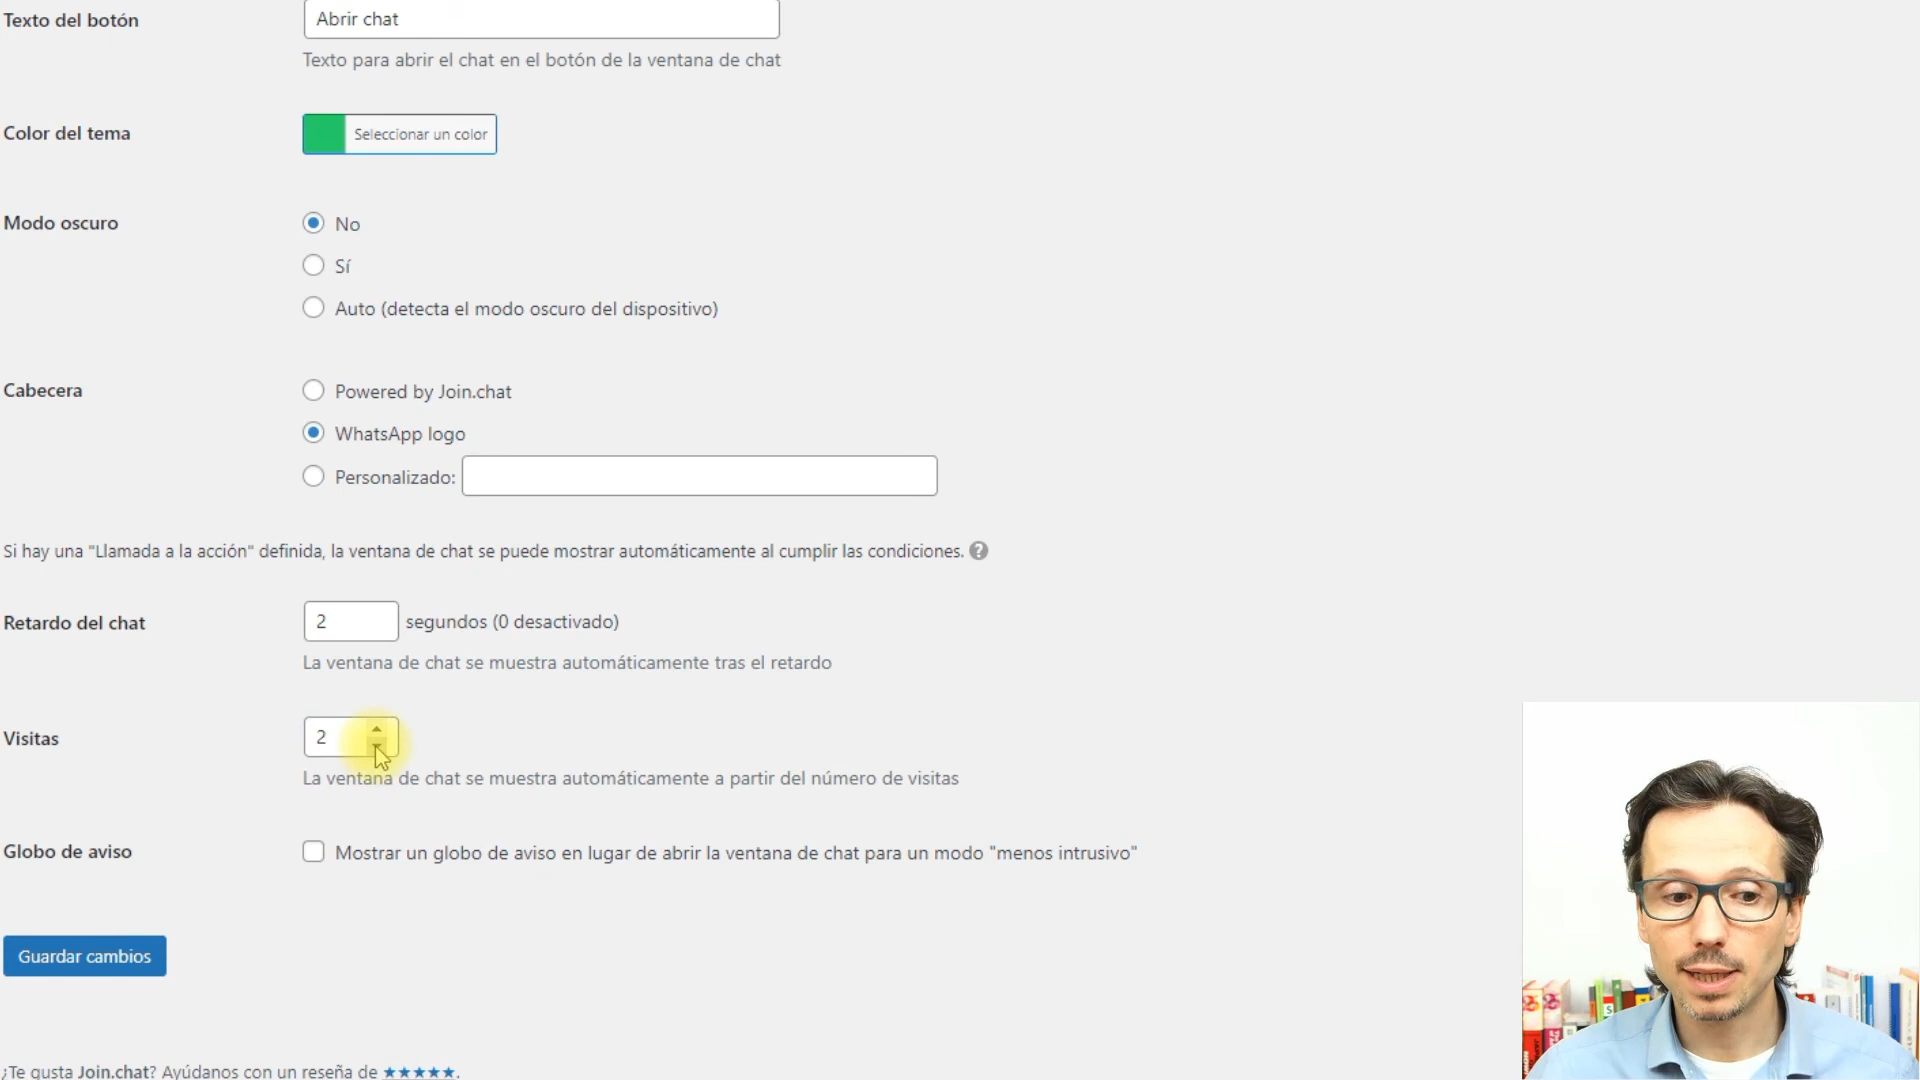 Texto del botón
Abrir chat
Texto para abrir el chat en el botón de la ventana de chat
Color del tema
Seleccionar un color
Modo oscuro
No
Sí
Auto (detecta el modo oscuro del dispositivo)
Cabecera
Powered by Join.chat
WhatsApp logo
Personalizado:
Si hay una "Llamada a la acción" definida, la ventana de chat se puede mostrar automáticamente al cumplir las condiciones. ?
Retardo del chat
2 segundos (0 desactivado)
La ventana de chat se muestra automáticamente tras el retardo
Visitas
2
La ventana de chat se muestra automáticamente a partir del número de visitas
Globo de aviso
Mostrar un globo de aviso en lugar de abrir la ventana de chat para un modo "menos intrusivo"
Guardar cambios
¿Te gusta Join.chat? Ayúdanos con un reseña de ★★★★★.